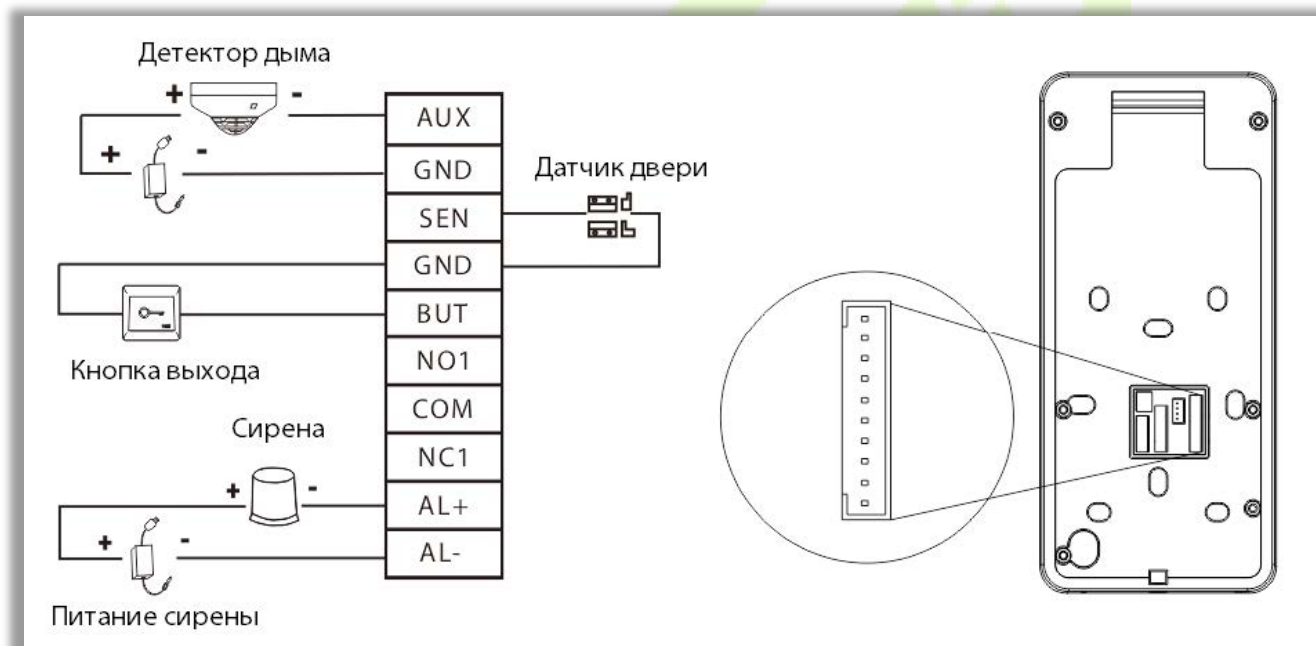 Детектор дыма
+ -
+ -
AUX
GND
SEN
GND
BUT
NO1
COM
NC1
AL+
AL-
Датчик двери
Кнопка выхода
Сирена
+ -
+ -
Питание сирены